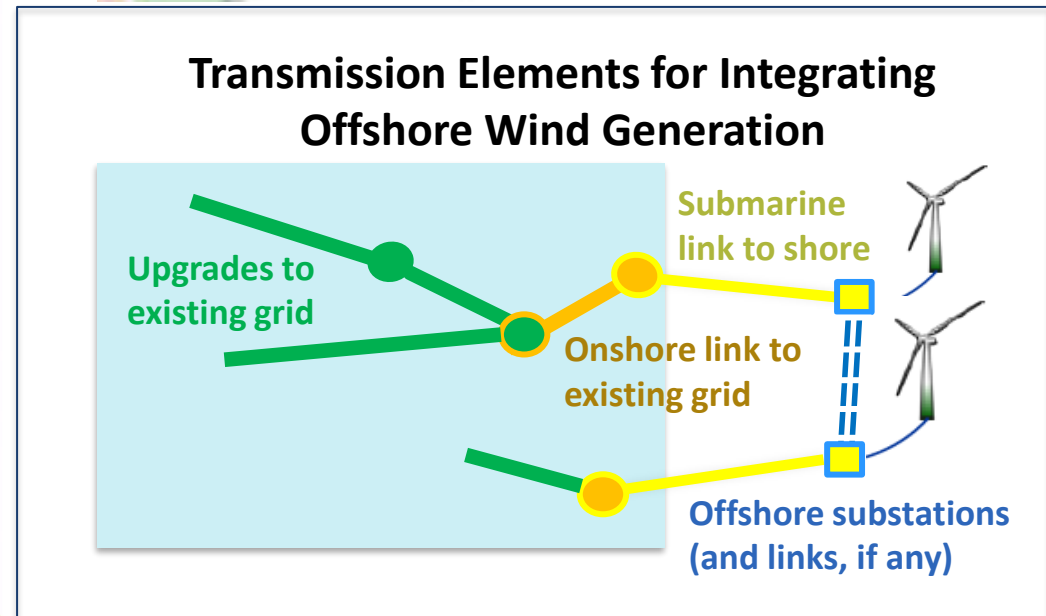 Transmission Elements for Integrating
Offshore Wind Generation
Submarine
link to shore
Upgrades to
existing grid
Onshore link to
existing grid
Offshore substations
(and links, if any)